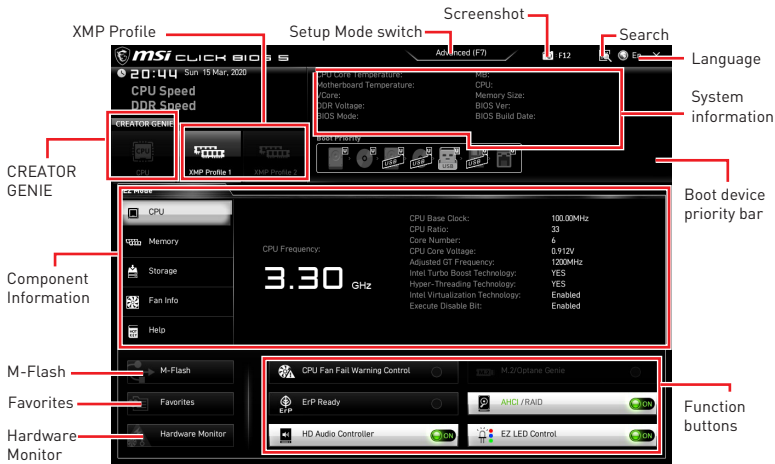 Screenshot
XMP Profile
Setup Mode switch
Search
msi CLICK BIOS 5
Advanced (F7)
F12
En
Language
20:44 Sun 15 Mar, 2020
CPU Speed
DDR Speed
CPU Core Temperature:
Motherboard Temperature:
VCore:
DDR Voltage:
BIOS Mode:
MB:
CPU:
Memory Size:
BIOS Ver:
BIOS Build Date:
System
information
CREATOR GENIE
CPU
CPU
XMP Profile 1
XMP Profile 2
Boot Priority
USB
USB
USB
USB
CREATOR
GENIE
Boot device
priority bar
EZ Mode
CPU
Memory
Storage
Fan Info
Help
CPU Frequency:
3.30 GHz
CPU Base Clock: 100.00MHz
CPU Ratio: 33
Core Number: 6
CPU Core Voltage: 0.912V
Adjusted GT Frequency: 1200MHz
Intel Turbo Boost Technology: YES
Hyper-Threading Technology: YES
Intel Virtualization Technology: Enabled
Execute Disable Bit: Enabled
Component
Information
M-Flash
Favorites
Hardware
Monitor
M-Flash
Favorites
Hardware Monitor
CPU Fan Fail Warning Control
M.2/Optane Genie
ErP
ErP Ready
AHCI /RAID
ON
HD Audio Controller
ON
EZ LED Control
ON
Function
buttons